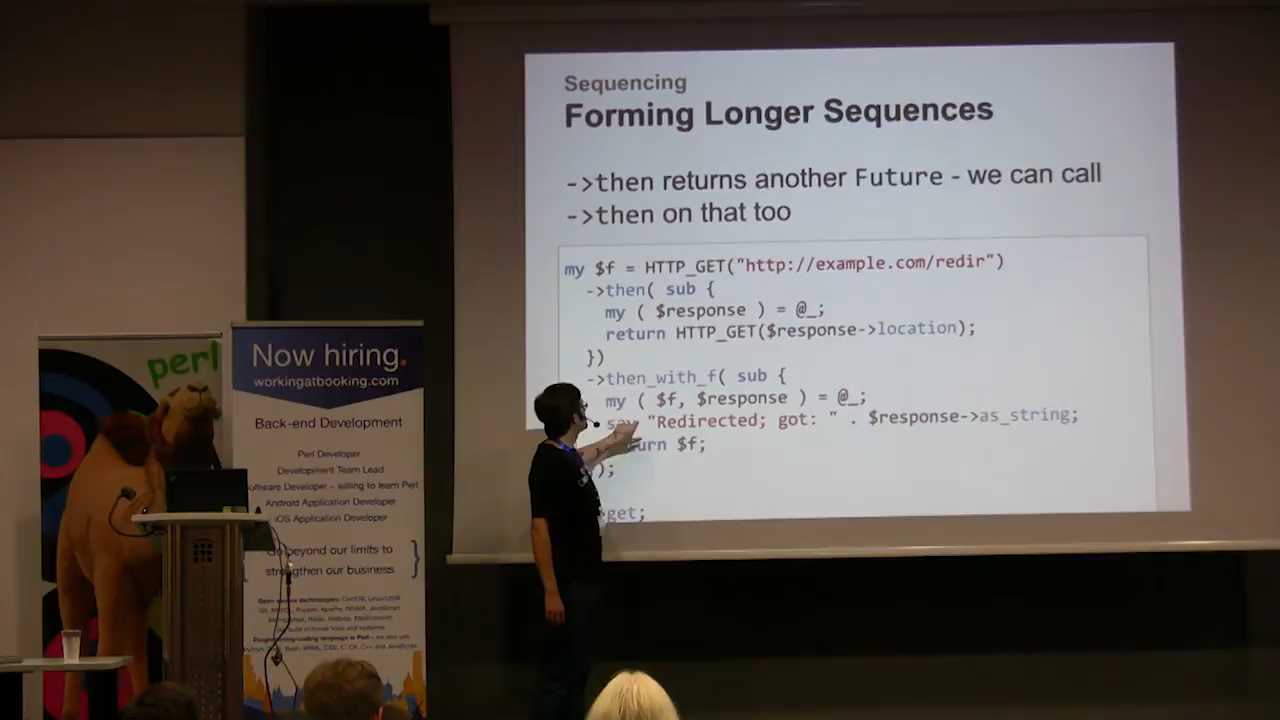 Sequencing
Forming Longer Sequences
->then returns another Future - we can call
->then on that too
my $f = HTTP_GET("http://example.com/redir")
->then( sub {
my ( $response ) = @_;
return HTTP_GET($response->location);
})
->then_with_f( sub {
my ( $f, $response ) = @_;
"Redirected; got: " . $response->as_string;
$f;
);
get;
perl
Now hiring.
workingatbooking.com
Back-end Development
Perl Developer
Development Team Lead
oftware Developer - willing to learn Perl
Android Application Developer
iOS Application Developer
beyond our limits to
strengthen our business